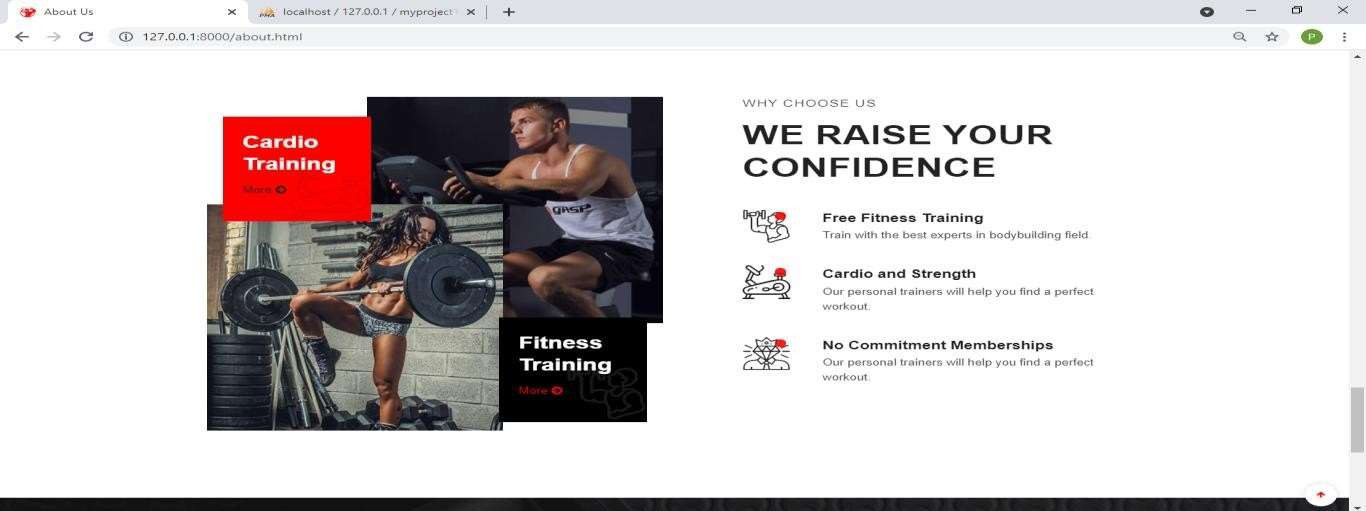 About Us
localhost / 127.0.0.1 / myproject
127.0.0.1:8000/about.html
P
Cardio
Training
More
GASP
Fitness
Training
More
WHY CHOOSE US
WE RAISE YOUR
CONFIDENCE
Free Fitness Training
Train with the best experts in bodybuilding field.
Cardio and Strength
Our personal trainers will help you find a perfect
workout.
No Commitment Memberships
Our personal trainers will help you find a perfect
workout.